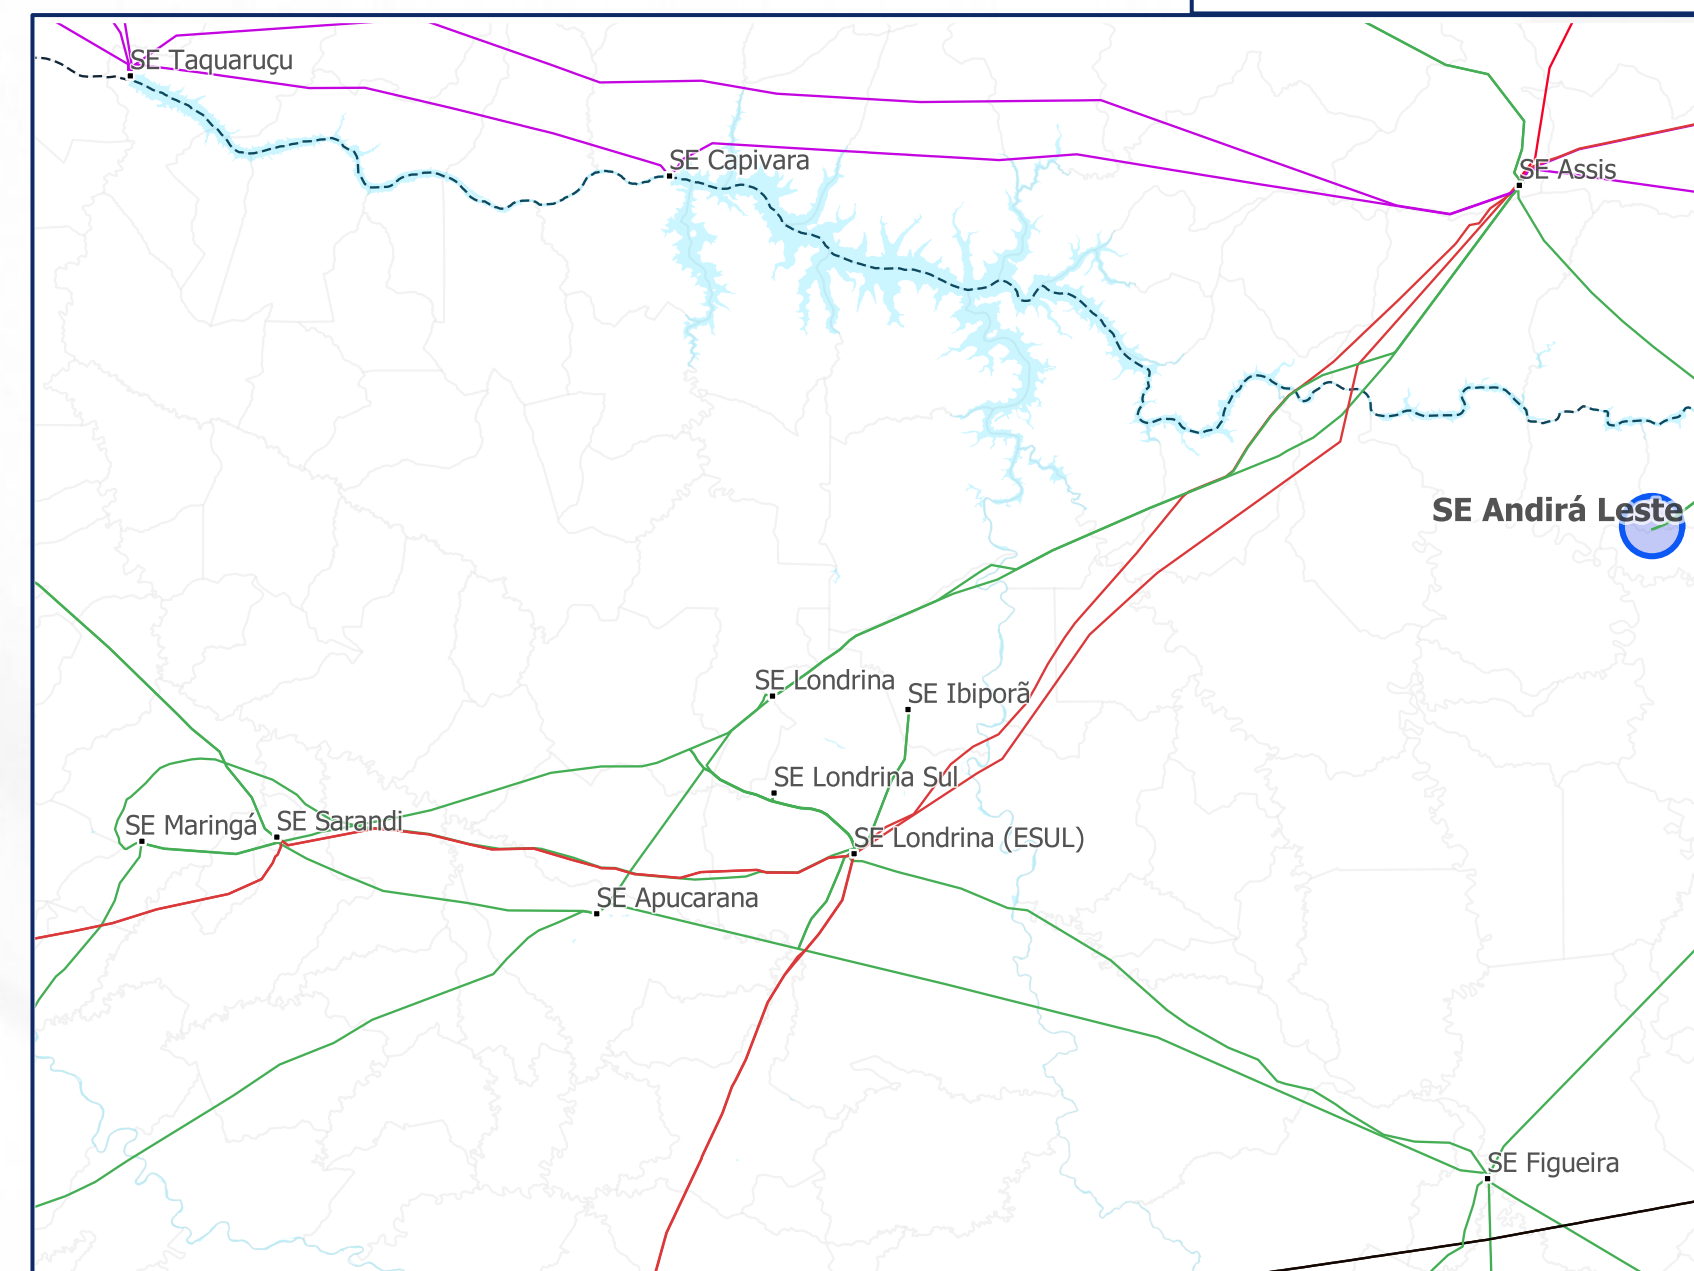 SE Taquaruçu
SE Capivara
SE Assis
SE Andirá Leste
SE Londrina
SE Ibiporã
SE Londrina Sul
SE Maringá
SE Sarandi
SE Londrina (ESUL)
SE Apucarana
SE Figueira